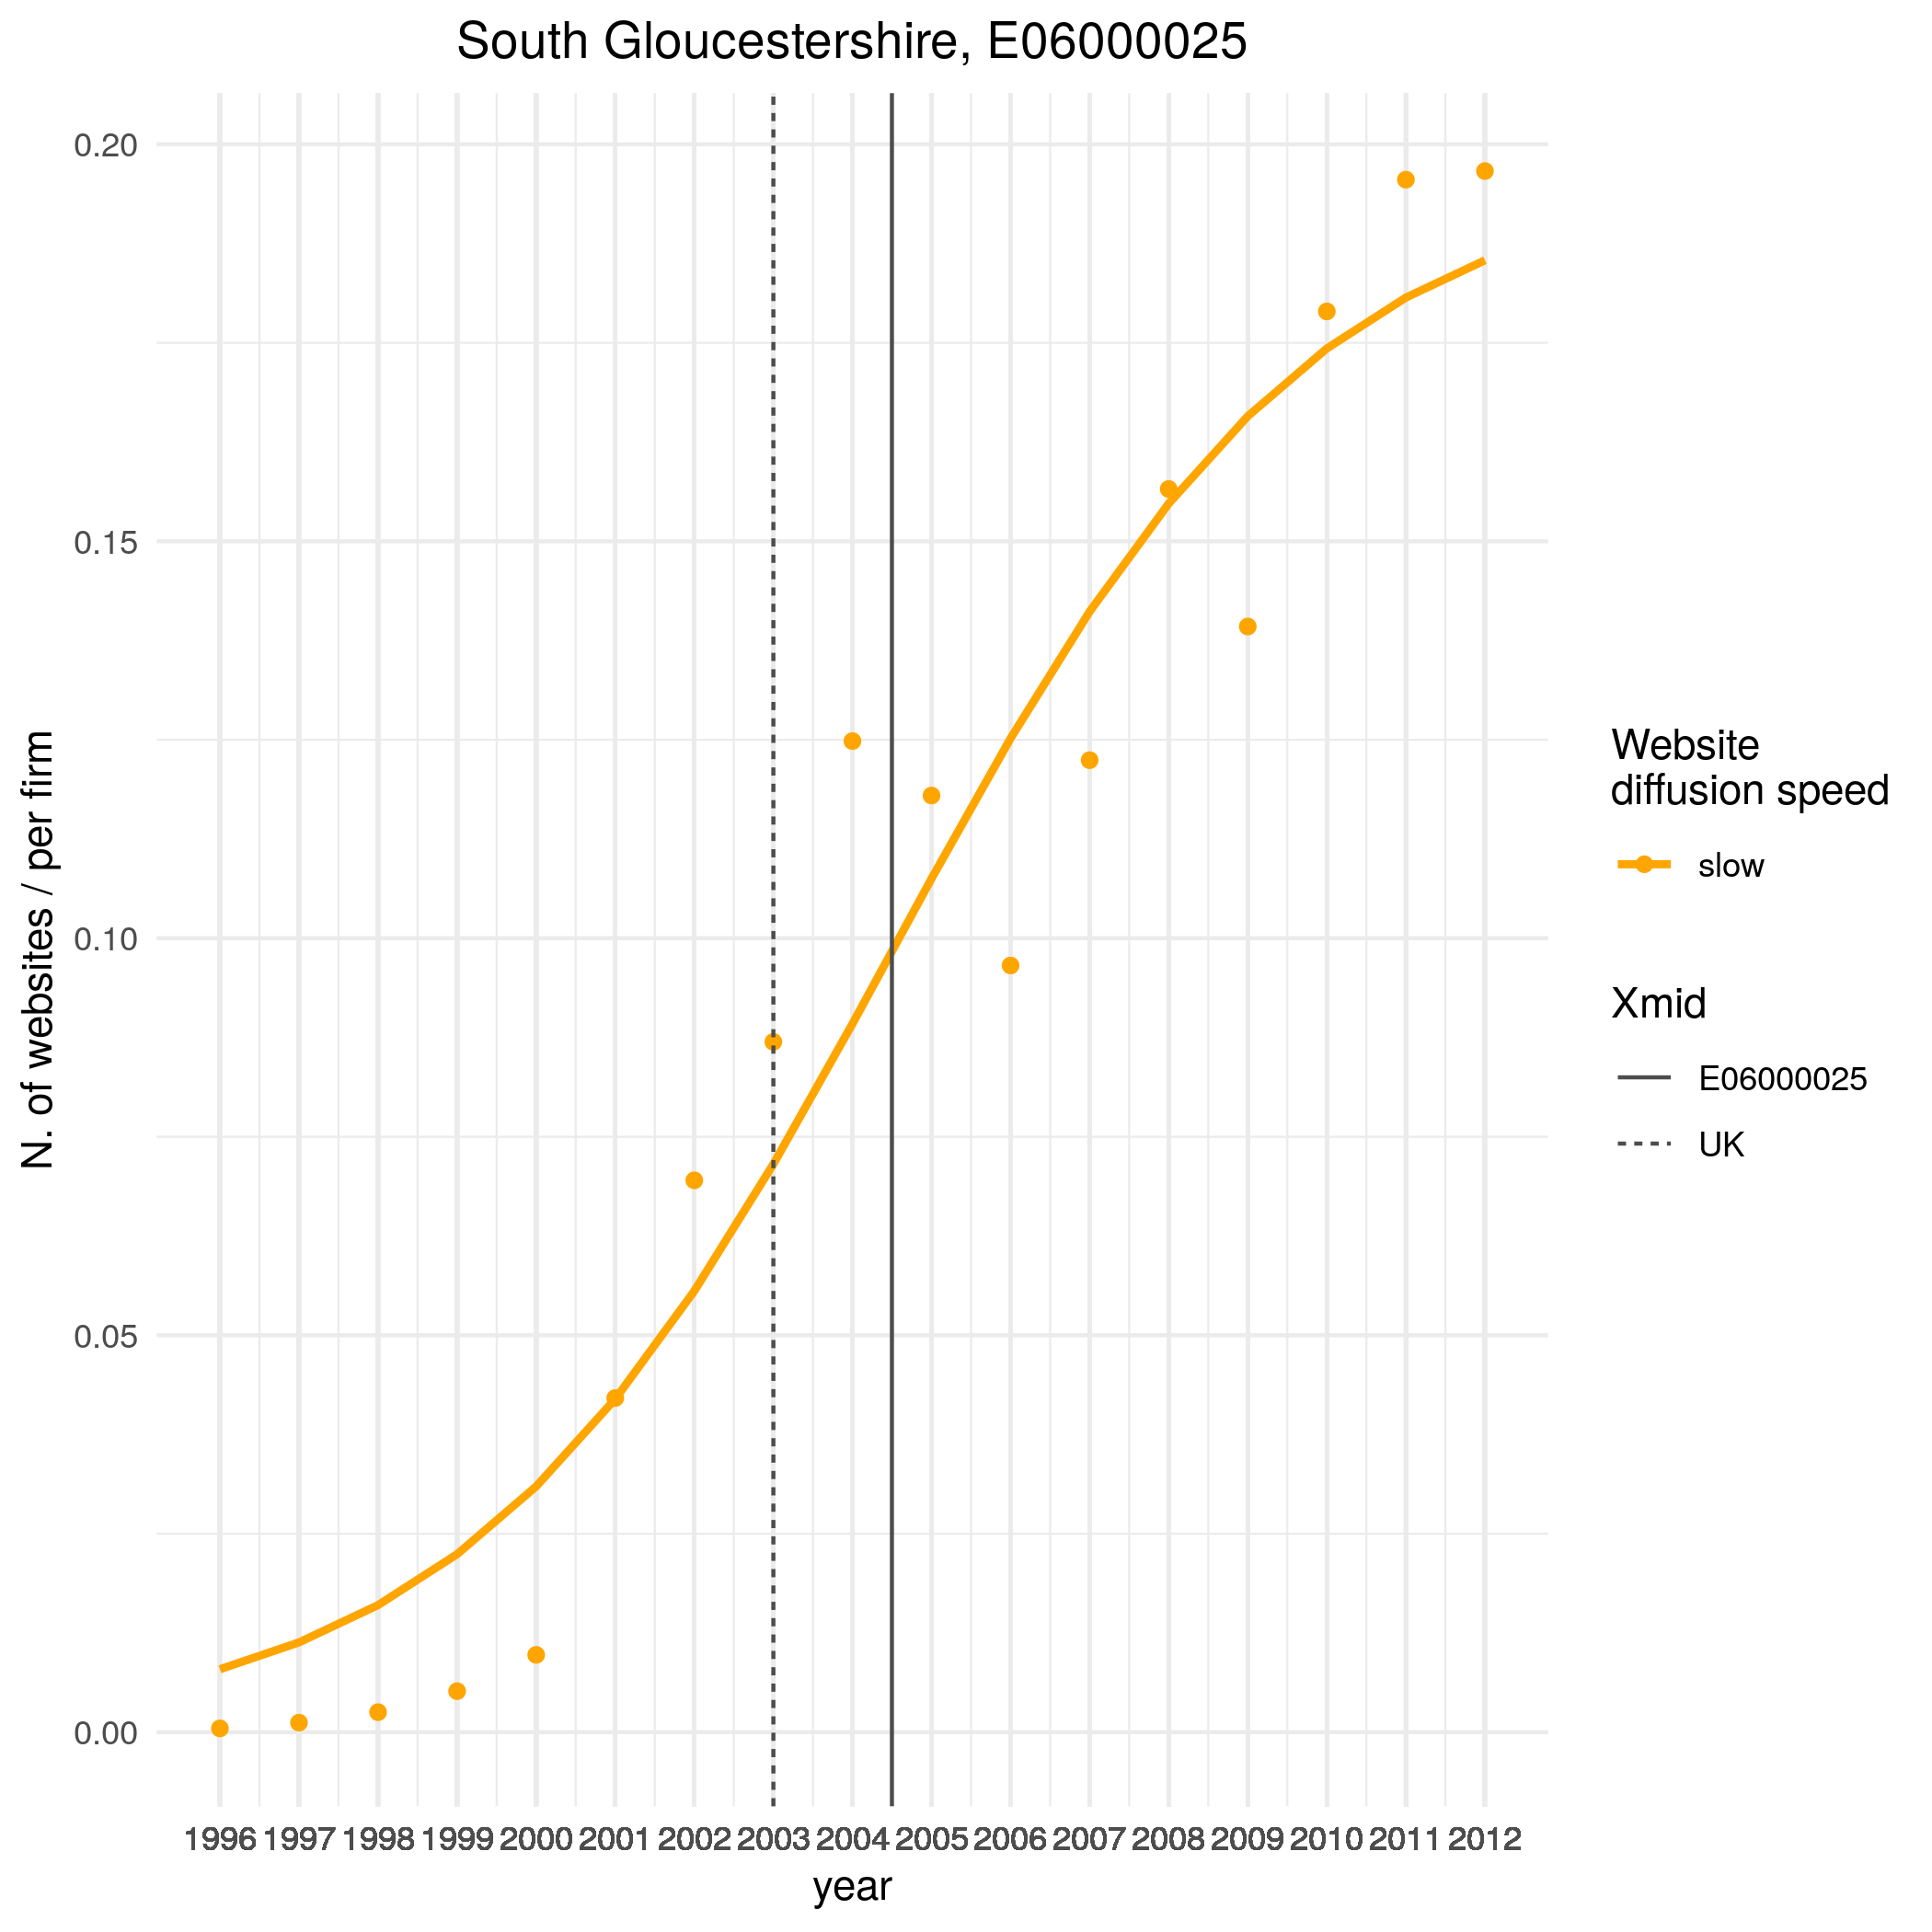 South Gloucestershire, E06000025
0.20
0.15
0.10
0.05
0.00
N. of websites / per firm
1996 1997 1998 1999 2000 2001 2002 2003 2004 2005 2006 2007 2008 2009 2010 2011 2012
year
Website
diffusion speed
slow
Xmid
E06000025
UK